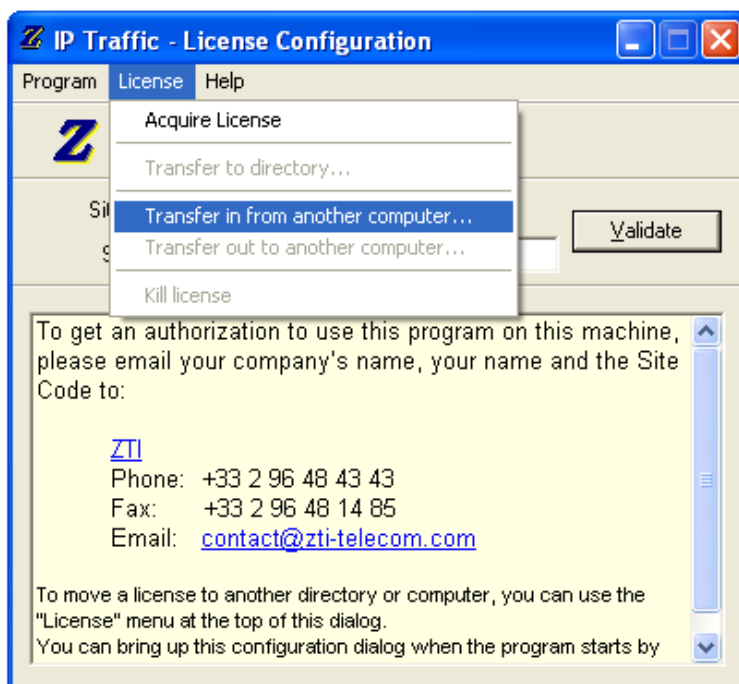 IP Traffic - License Configuration
Program License Help
Z
Acquire License
Transfer to directory...
Transfer in from another computer...
Transfer out to another computer...
Kill license
Validate
To get an authorization to use this program on this machine,
please email your company's name, your name and the Site
Code to:
ZTI
Phone: +33 2 96 48 43 43
Fax: +33 2 96 48 14 85
Email: contact@zti-telecom.com
To move a license to another directory or computer, you can use the
"License" menu at the top of this dialog.
You can bring up this configuration dialog when the program starts by